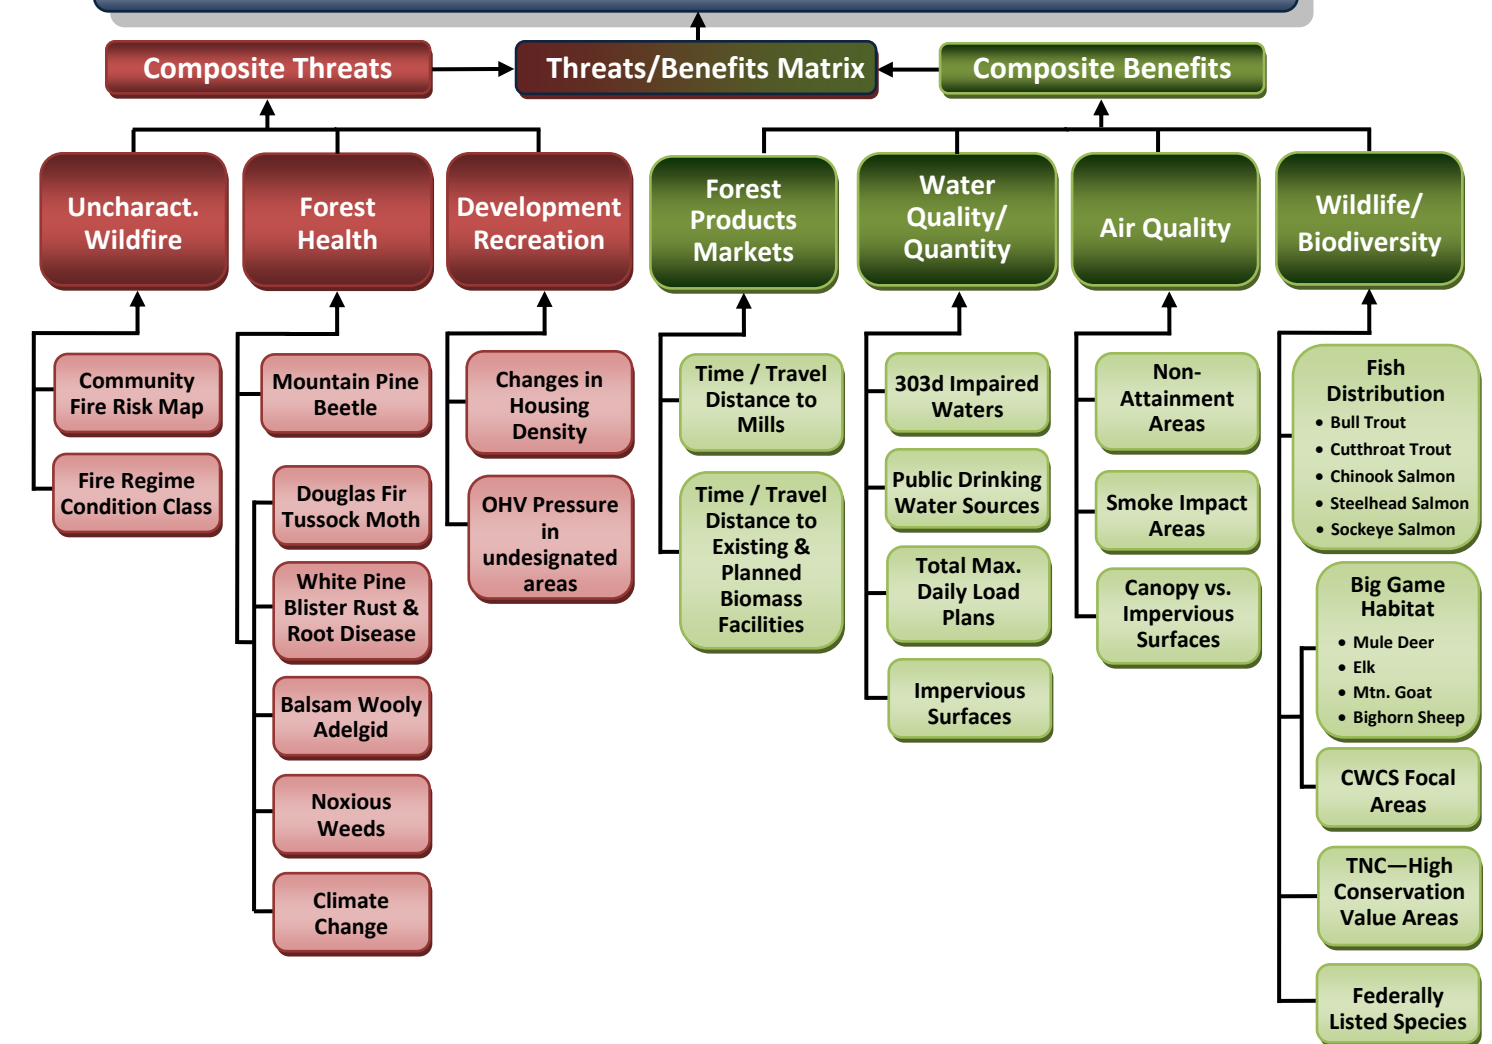 Composite Threats
Threats/Benefits Matrix
Composite Benefits
Uncharact.
Wildfire
Forest
Health
Development
Recreation
Forest
Products
Markets
Water
Quality/
Quantity
Air Quality
Wildlife/
Biodiversity
Community
Fire Risk Map
Fire Regime
Condition Class
Mountain Pine
Beetle
Douglas Fir
Tussock Moth
White Pine
Blister Rust &
Root Disease
Balsam Wooly
Adelgid
Noxious
Weeds
Climate
Change
Changes in
Housing
Density
OHV Pressure
in
undesignated
areas
Time / Travel
Distance to
Mills
Time / Travel
Distance to
Existing &
Planned
Biomass
Facilities
303d Impaired
Waters
Public Drinking
Water Sources
Total Max.
Daily Load
Plans
Impervious
Surfaces
Non-
Attainment
Areas
Smoke Impact
Areas
Canopy vs.
Impervious
Surfaces
Fish
Distribution
• Bull Trout
• Cutthroat Trout
• Chinook Salmon
• Steelhead Salmon
• Sockeye Salmon
Big Game
Habitat
• Mule Deer
• Elk
• Mtn. Goat
• Bighorn Sheep
CWCS Focal
Areas
TNC—High
Conservation
Value Areas
Federally
Listed Species